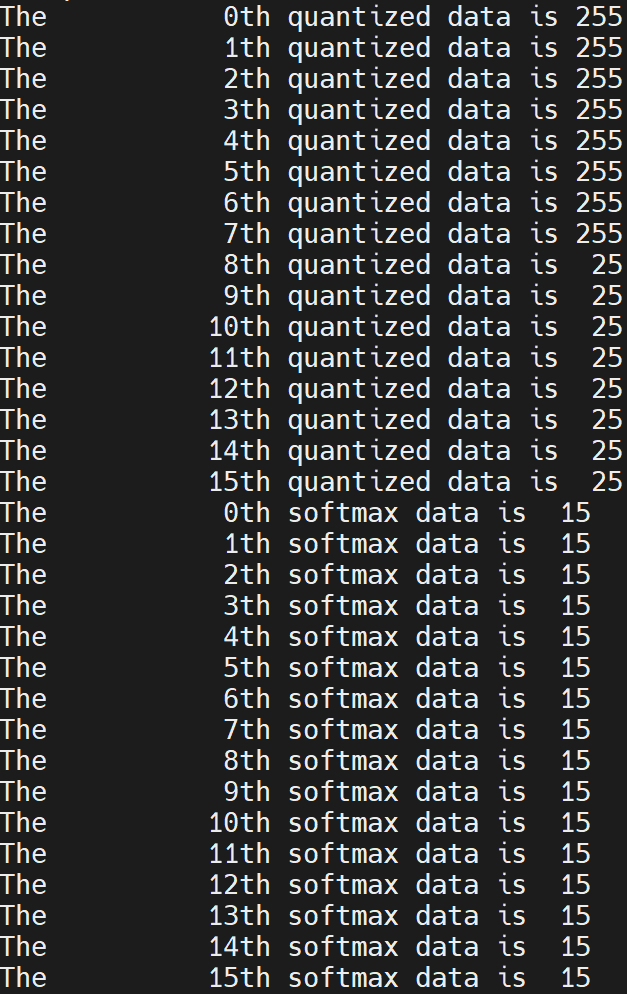 The           0th quantized data is 255
The           1th quantized data is 255
The           2th quantized data is 255
The           3th quantized data is 255
The           4th quantized data is 255
The           5th quantized data is 255
The           6th quantized data is 255
The           7th quantized data is 255
The           8th quantized data is  25
The           9th quantized data is  25
The          10th quantized data is  25
The          11th quantized data is  25
The          12th quantized data is  25
The          13th quantized data is  25
The          14th quantized data is  25
The          15th quantized data is  25
The           0th softmax data is  15
The           1th softmax data is  15
The           2th softmax data is  15
The           3th softmax data is  15
The           4th softmax data is  15
The           5th softmax data is  15
The           6th softmax data is  15
The           7th softmax data is  15
The           8th softmax data is  15
The           9th softmax data is  15
The          10th softmax data is  15
The          11th softmax data is  15
The          12th softmax data is  15
The          13th softmax data is  15
The          14th softmax data is  15
The          15th softmax data is  15